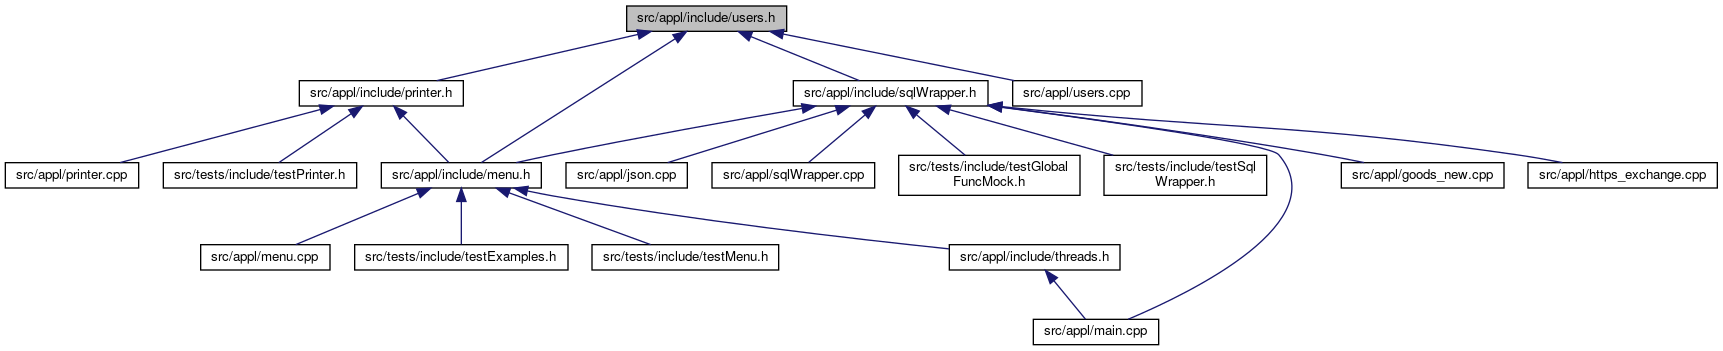 src/appl/include/users.h
src/appl/include/printer.h
src/appl/include/sqlWrapper.h
src/appl/users.cpp
src/appl/printer.cpp
src/tests/include/testPrinter.h
src/appl/include/menu.h
src/appl/json.cpp
src/appl/sqlWrapper.cpp
src/tests/include/testGlobal
FuncMock.h
src/tests/include/testSql
Wrapper.h
src/appl/goods_new.cpp
src/appl/https_exchange.cpp
src/appl/menu.cpp
src/tests/include/testExamples.h
src/tests/include/testMenu.h
src/appl/include/threads.h
src/appl/main.cpp